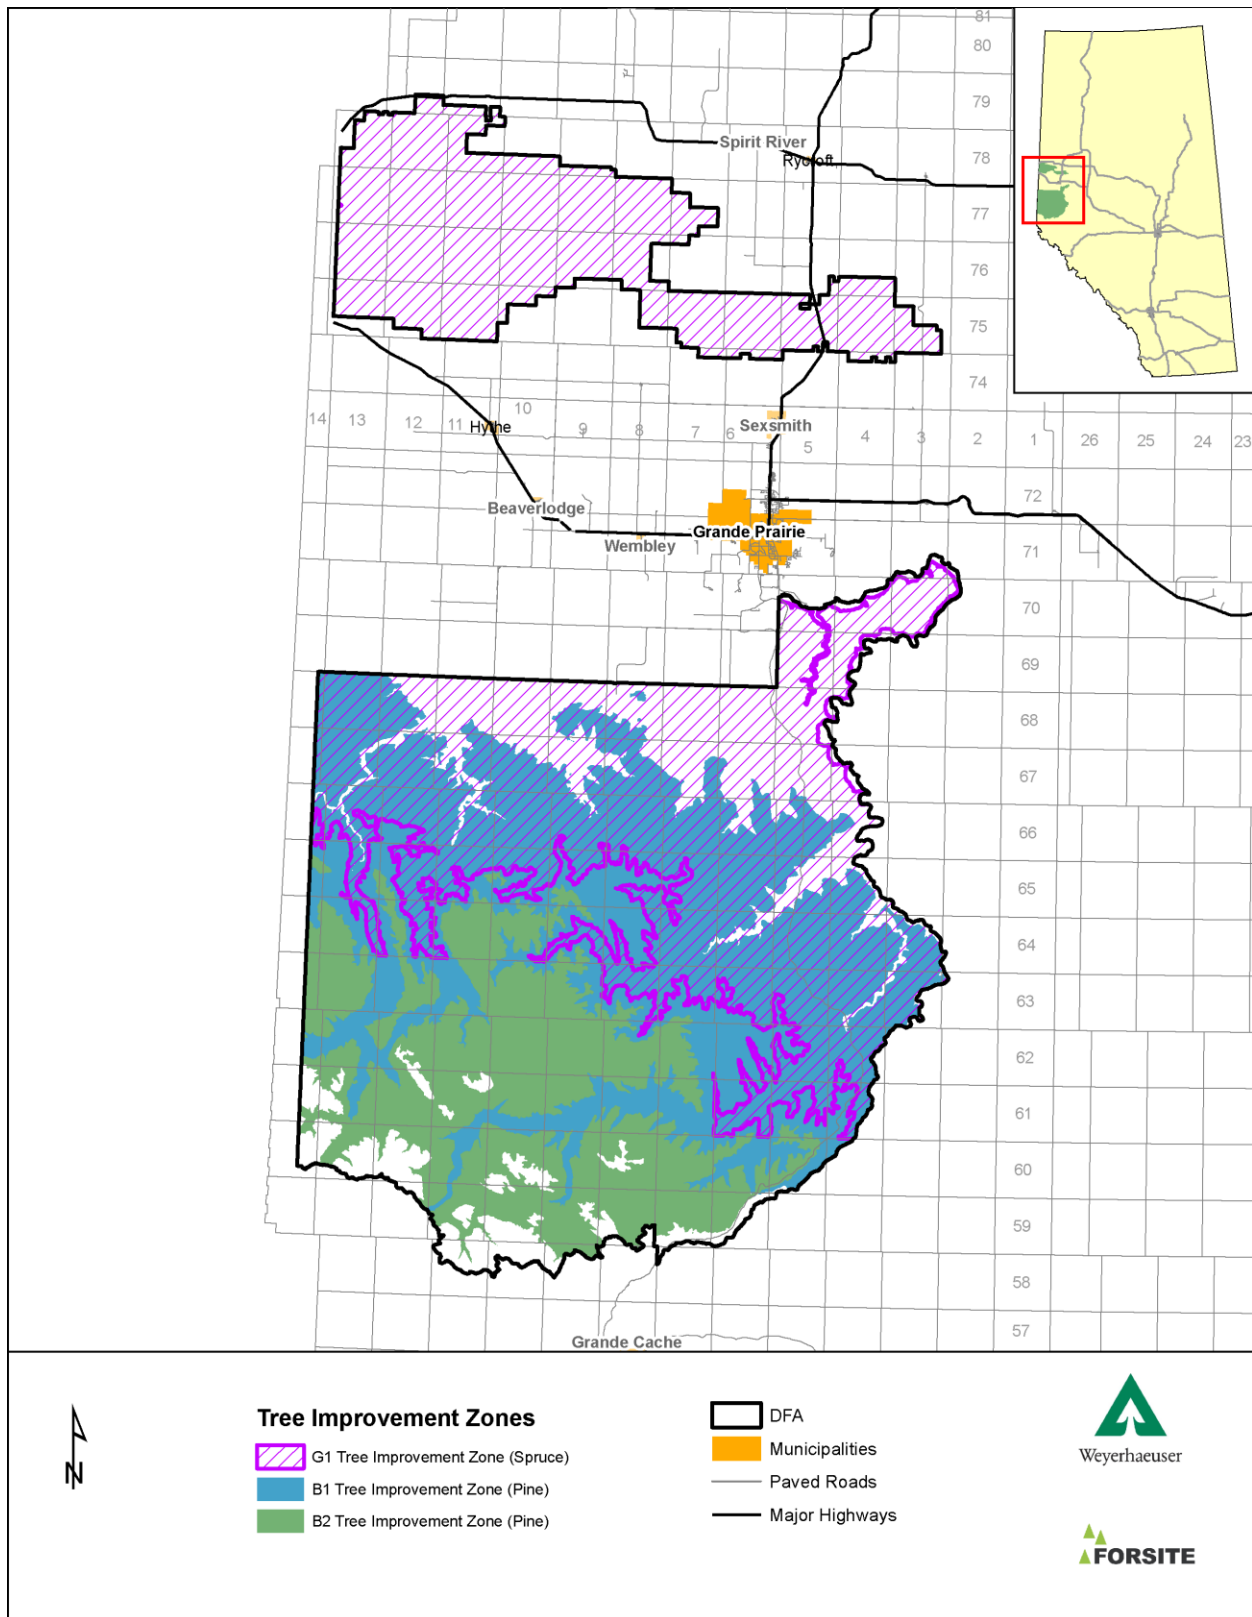 81
80
79
Spirit River
78
Rycroft
77
76
75
74
14
13
12
11
10
9
8
7
6
5
4
3
2
1
26
25
24
23
Hythe
Sexsmith
72
Beaverlodge
Grande Prairie
Wembley
71
70
69
68
67
66
65
64
63
62
61
60
59
58
57
Grande Cache
N
Tree Improvement Zones
G1 Tree Improvement Zone (Spruce)
B1 Tree Improvement Zone (Pine)
B2 Tree Improvement Zone (Pine)
DFA
Municipalities
Paved Roads
Major Highways
Weyerhaeuser
FORSITE